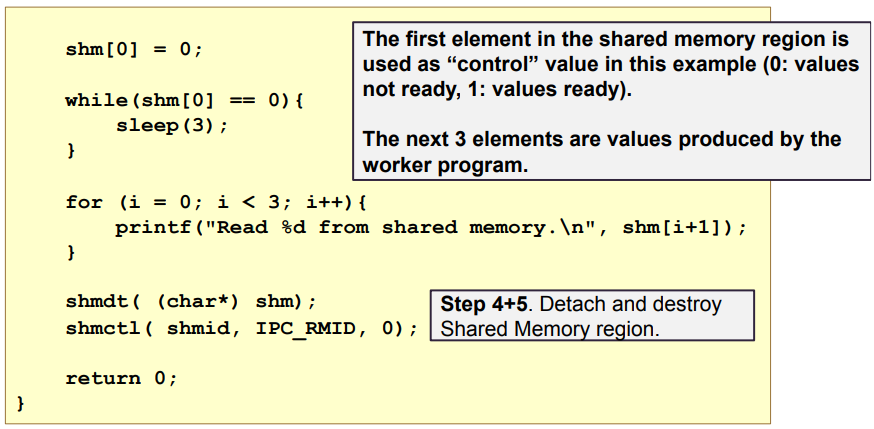 shm[0] = 0;
The first element in the shared memory region is
used as “control” value in this example (0: values
not ready, 1: values ready).
The next 3 elements are values produced by the
worker program.
while(shm[0] == 0){
sleep(3);
}
for (i = 0; i < 3; i++){
printf("Read %d from shared memory.\n", shm[i+1]);
}
shmdt( (char*) shm);
shmctl( shmid, IPC_RMID, 0);
Step 4+5. Detach and destroy
Shared Memory region.
return 0;
}